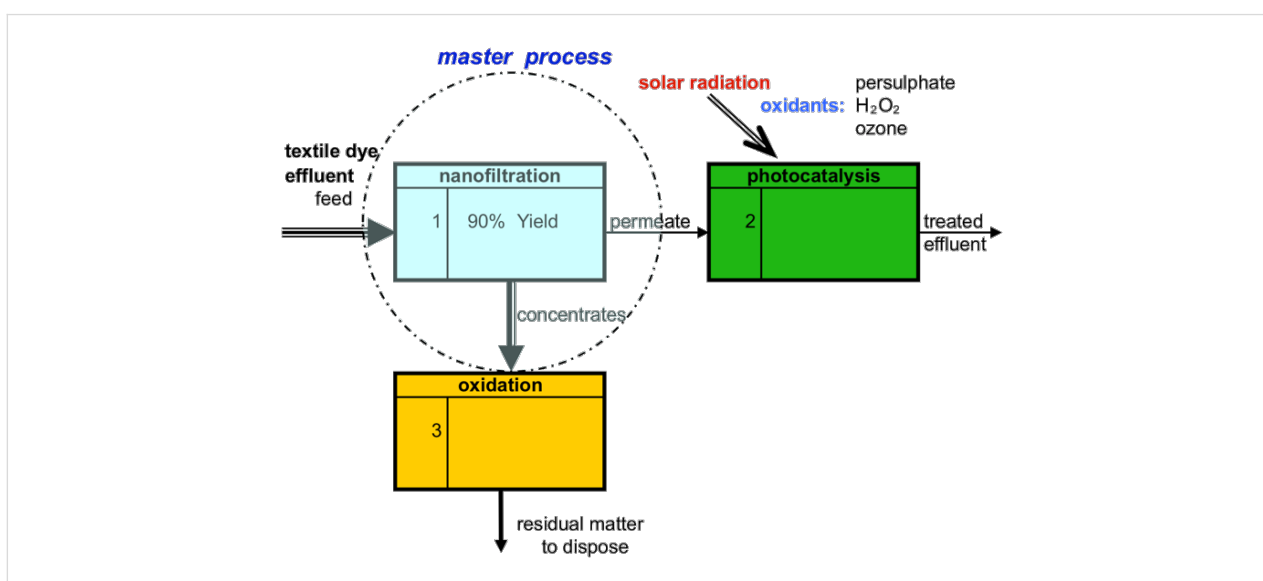 master process
solar radiation
persulphate
oxidants: H₂O₂
ozone
textile dye
effluent
feed
nanofiltration
1 90% Yield
permeate
photocatalysis
2
treated
effluent
concentrates
oxidation
3
residual matter
to dispose